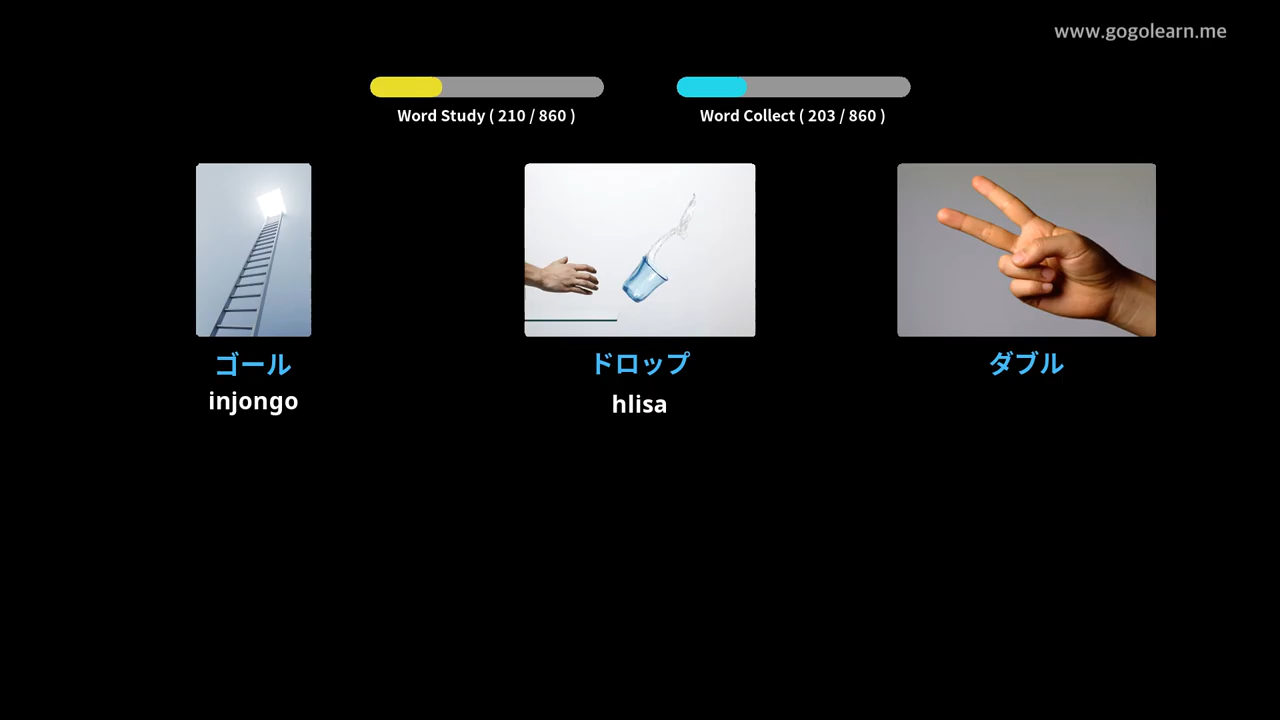 www.gogolearn.me
Word Study ( 210 / 860 )
Word Collect ( 203 / 860 )
ゴール
injongo
ドロップ
hlisa
ダブル